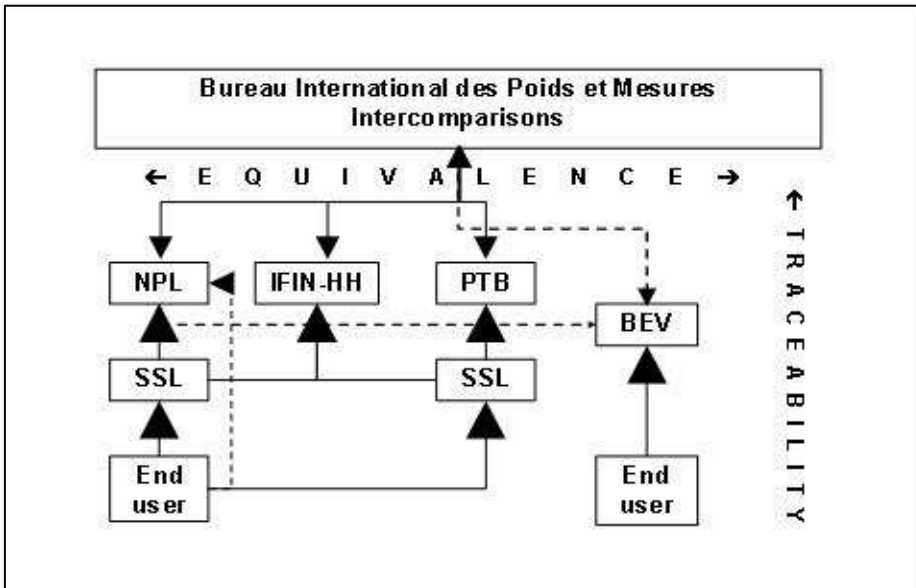 Bureau International des Poids et Mesures
Intercomparisons
← E Q U I V A L E N C E →
← T R A C E A B I L I T Y
NPL
IFIN-HH
PTB
BEV
SSL
SSL
End
user
End
user